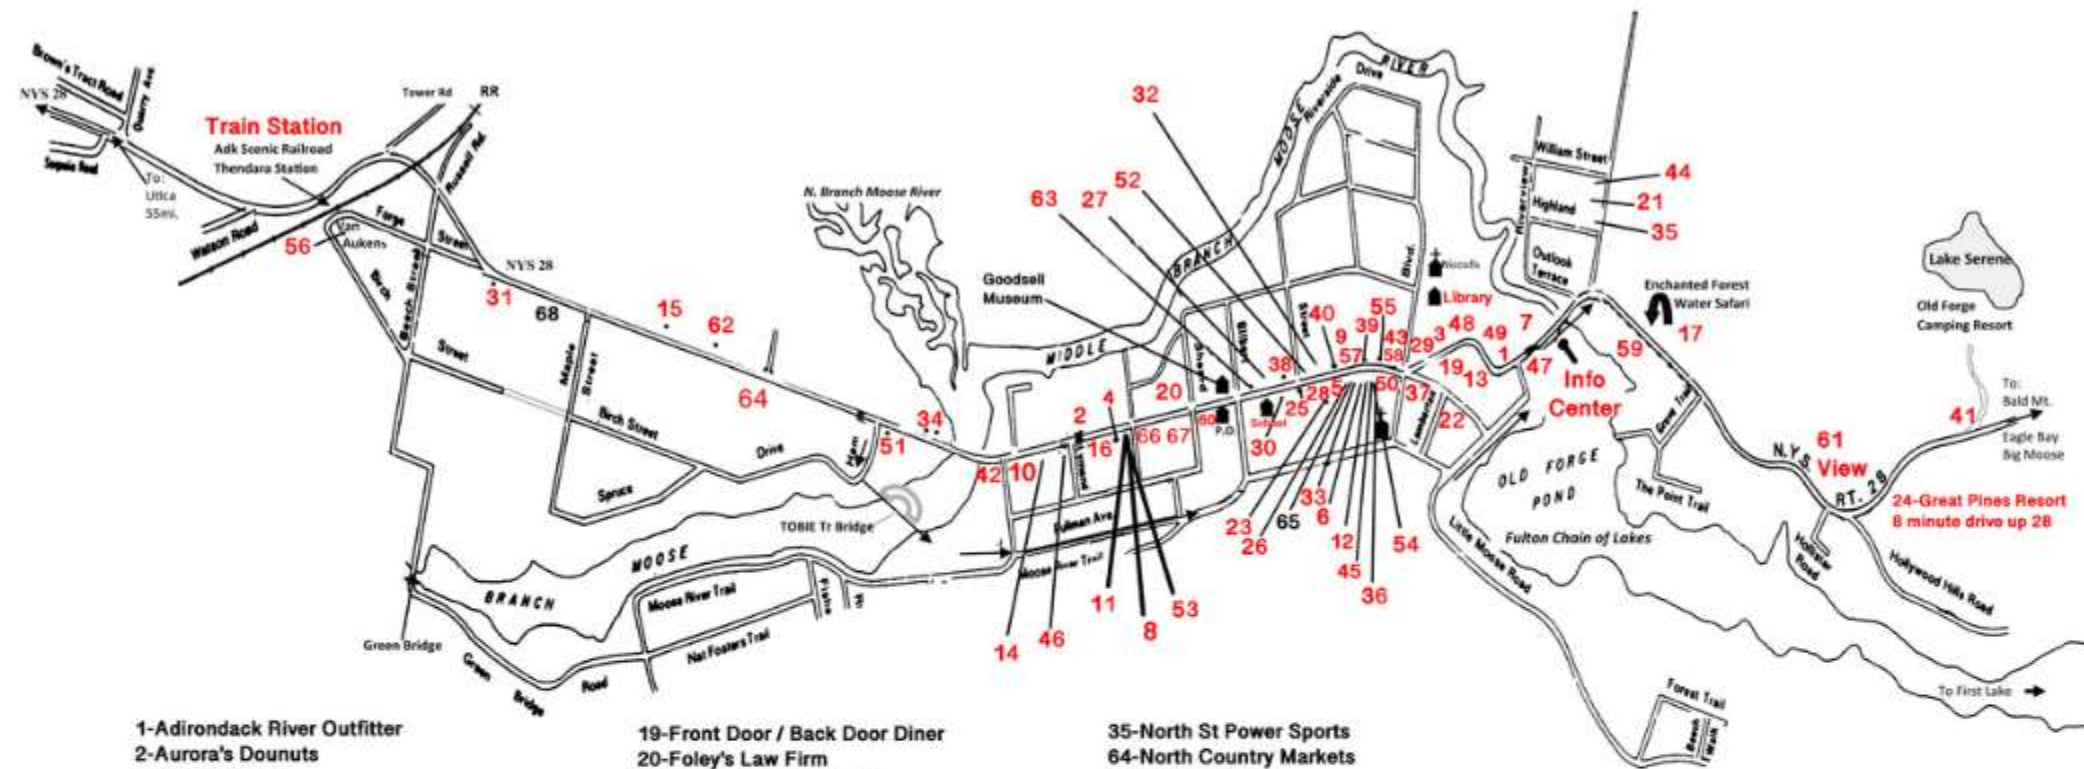 Brown's Tract Road
NYS 28
Quarry Ave.
To:
Utica
55mi.
Train Station
Adk Scenic Railroad
Thendara Station
Tower Rd
RR
Russell Rd.
Watson Road
56
Van
Aukens
Forge
Street
Birch
Beech Street
NYS 28
31
68
15
62
64
Maple
Street
Street
Birch Street
Spruce
Drive
34
51
TOBIE Tr Bridge
N. Branch Moose River
MIDDLE
BRANCH
MOOSE
RIVER
Riverside
Drive
Goodsell
Museum
63
27
52
32
42
10
2
16
4
66
67
20
60
P.O
School
38
25
30
28
5
40
9
57
39
55
43
58
50
29
3
48
49
7
1
19
13
37
22
47
Blvd.
Library
Street
Info
Center
William Street
Riverview
Highland
Outlook
Terrace
44
21
35
Enchanted Forest
Water Safari
17
59
Lake Serene
Old Forge
Camping Resort
To:
Bald Mt.
41
Eagle Bay
Big Moose
61
View
N.Y.S.
RT. 28
24-Great Pines Resort
8 minute drive up 28
OLD FORGE
POND
Fulton Chain of Lakes
The Point Trail
Grove Trail
Hollister
Road
Hollywood Hills Road
To First Lake
Little Moose Road
Forest Trail
23
26
65
33
6
12
45
36
54
Fulman Ave
Moose River Trail
14
46
11
8
53
MOOSE
BRANCH
Moose River Trail
Nat Fosters Trail
Green Bridge
Green
Bridge
Road
1-Adirondack River Outfitter
2-Aurora's Dounuts
19-Front Door / Back Door Diner
20-Foley's Law Firm
35-North St Power Sports
64-North Country Markets